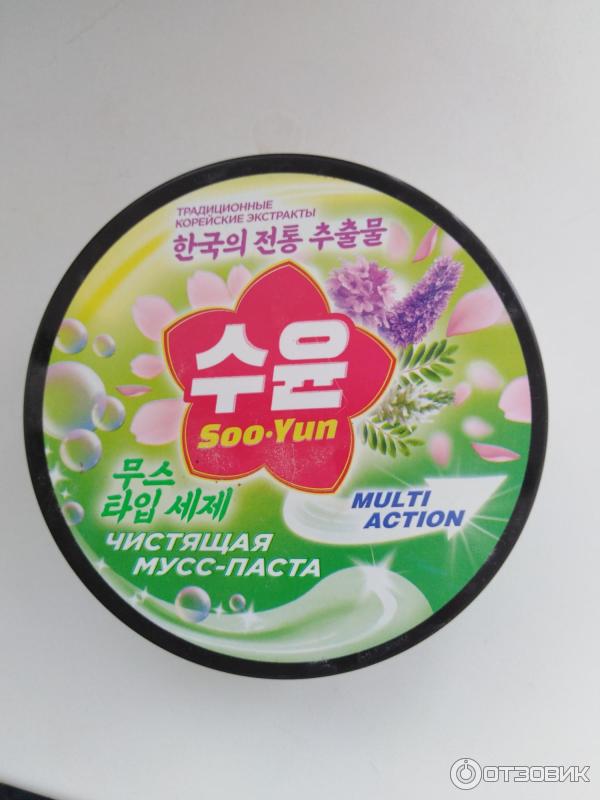 ТРАДИЦИОННЫЕ
КОРЕЙСКИЕ ЭКСТРАКТЫ
한국의 전통 추출물
수윤
Soo-Yun
무스
타입 세제
MULTI
ACTION
ЧИСТЯЩАЯ
МУСС-ПАСТА
ОТЗОВИК